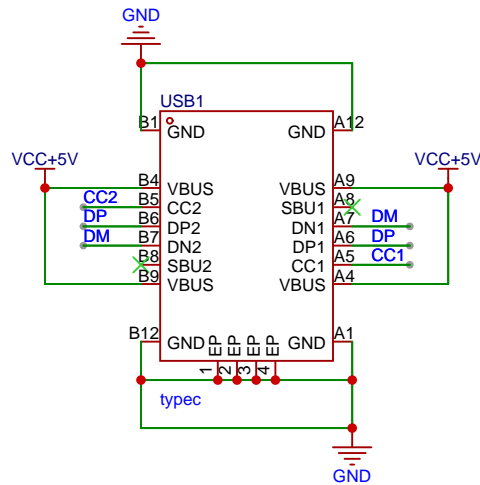 GND
USB1
B1 GND GND A12
VCC+5V VCC+5V
B4 VBUS VBUS A9
CC2 B5 CC2 SBU1 A8
DP B6 DP2 DN1 A7 DM
DM B7 DN2 DP1 A6 DP
B8 SBU2 CC1 A5 CC1
B9 VBUS VBUS A4
B12 GND GND A1
EP EP EP EP
1 2 3 4
typec
GND